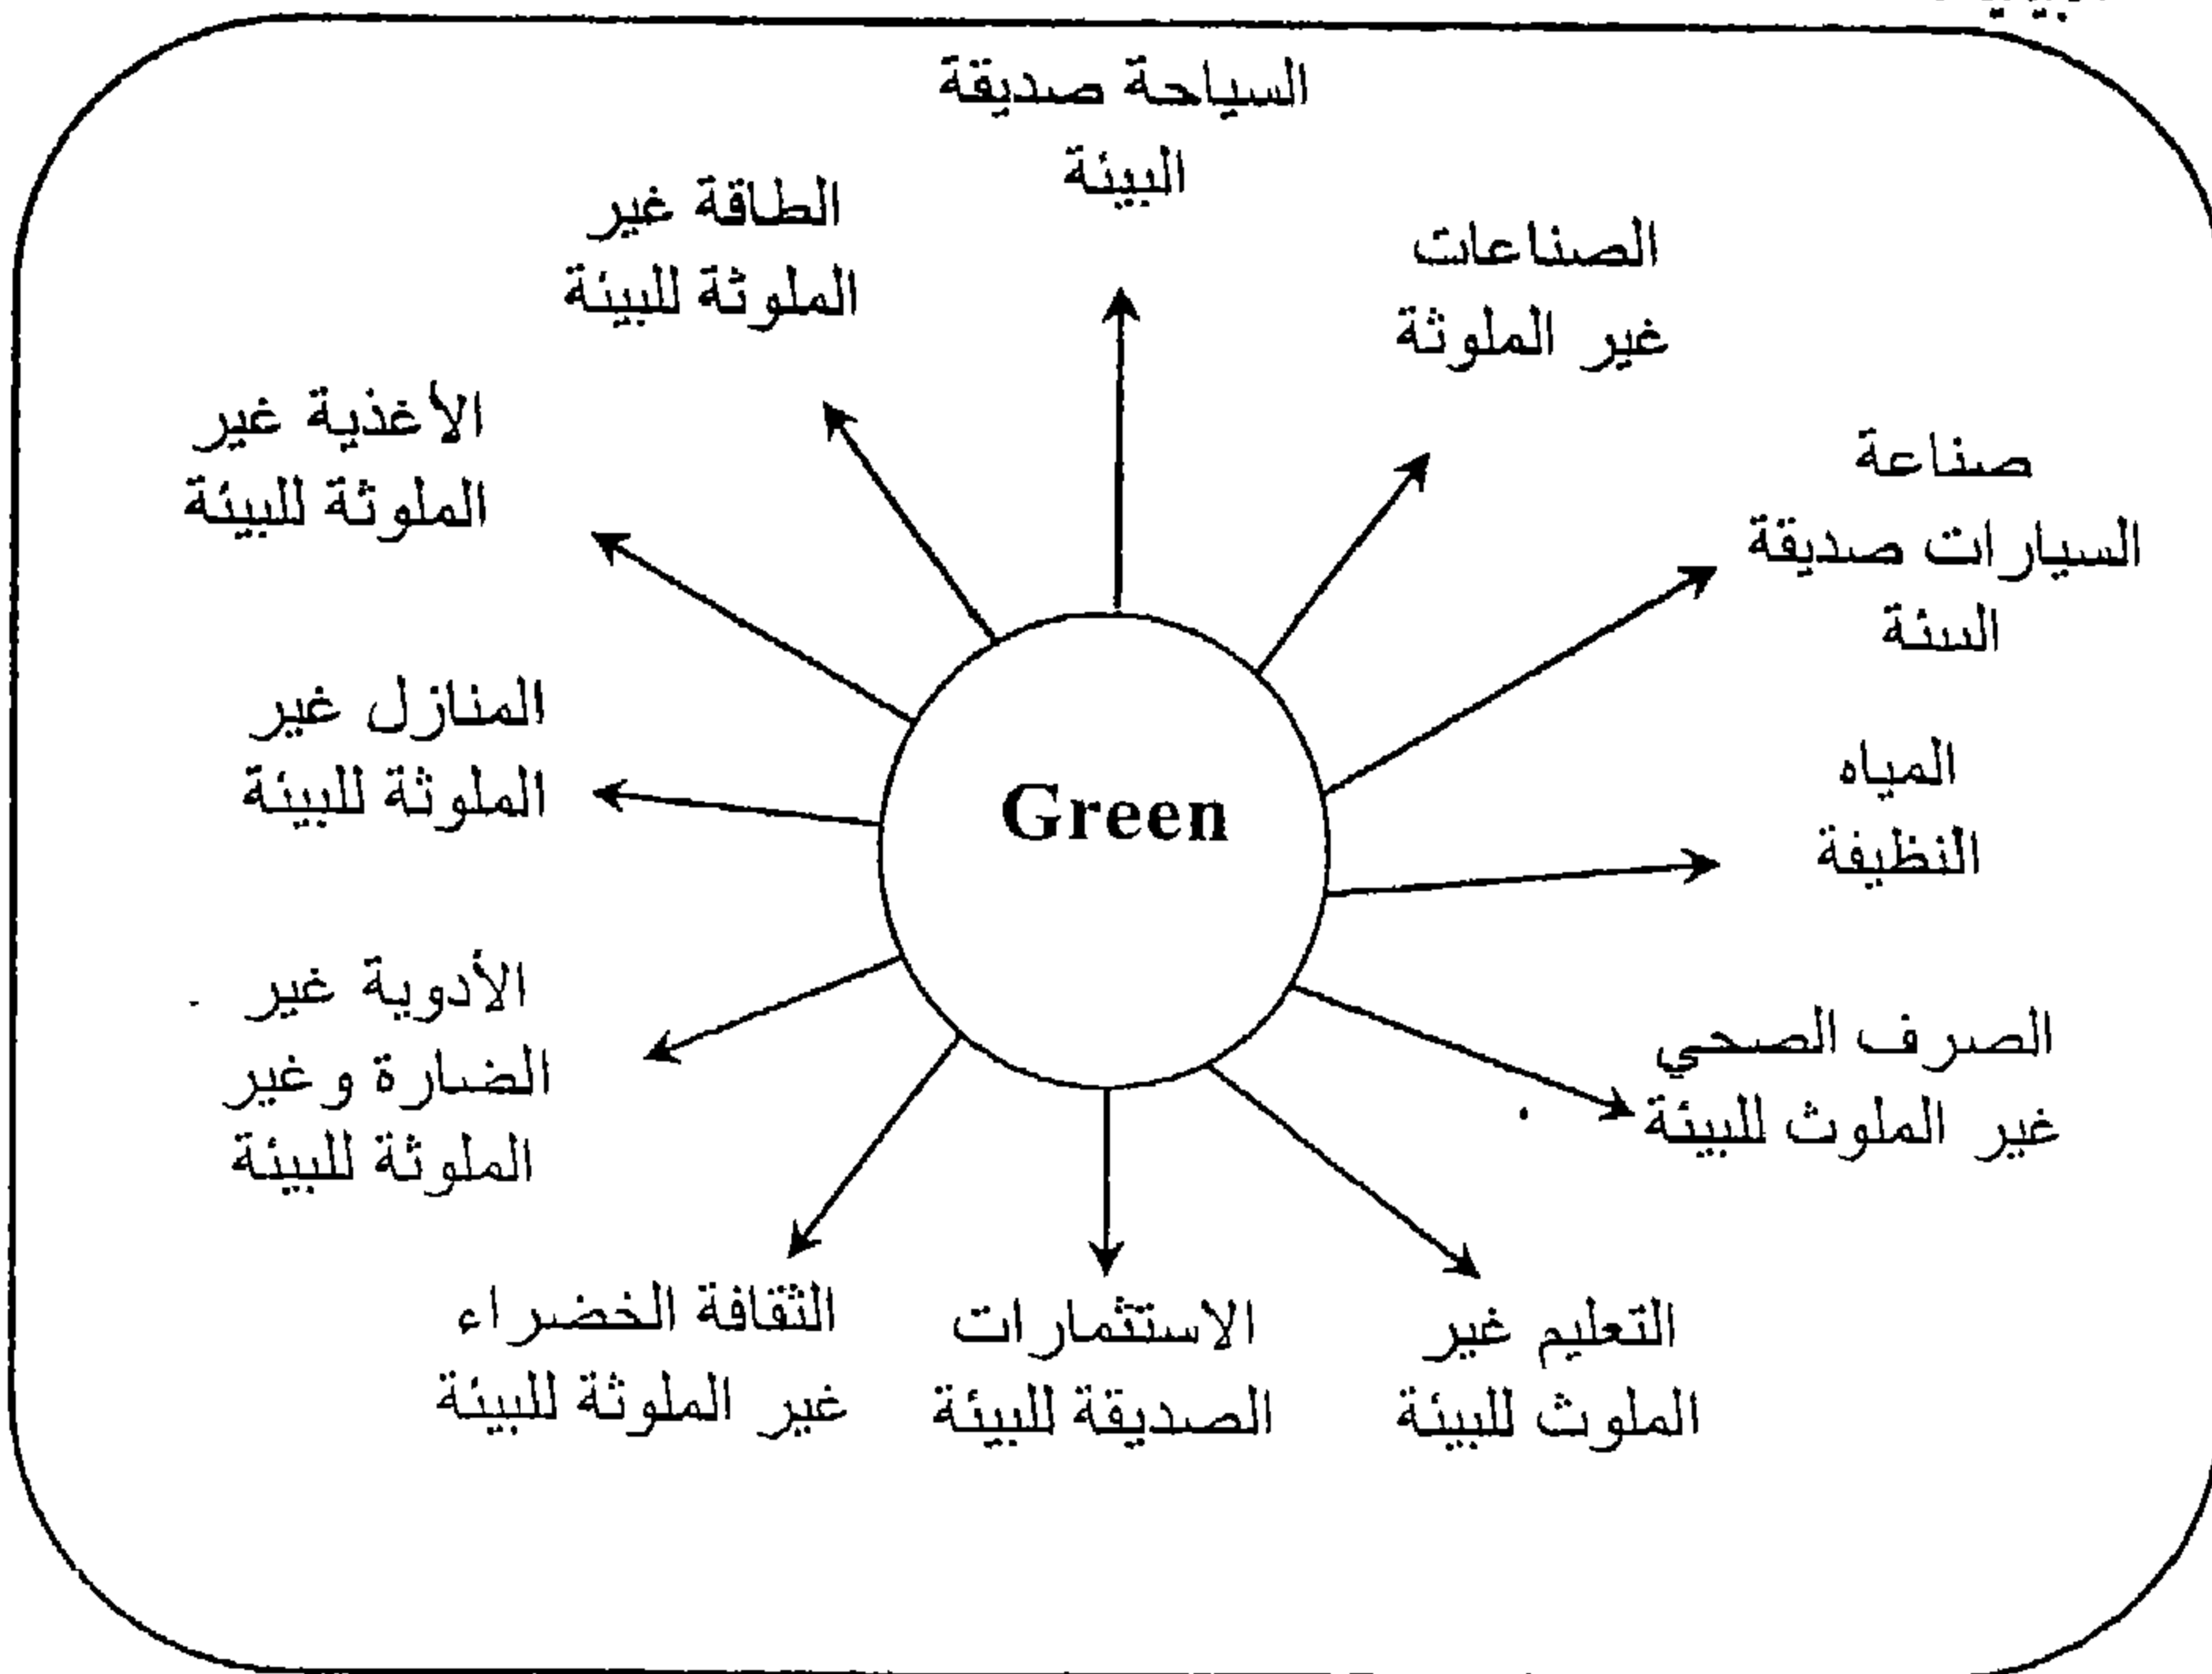 السياحة صديقة
البيئة
الصناعات
غير الملوثة
صناعة
السيارات صديقة
البيئة
المياه
النظيفة
الصرف الصحي
غير الملوث للبيئة
التعليم غير
الملوث للبيئة
الاستثمارات
الصديقة للبيئة
الثقافة الخضراء
غير الملوثة للبيئة
الأدوية غير
الضارة وغير
الملوثة للبيئة
المنازل غير
الملوثة للبيئة
الاغذية غير
الملوثة للبيئة
الطاقة غير
الملوثة للبيئة
Green